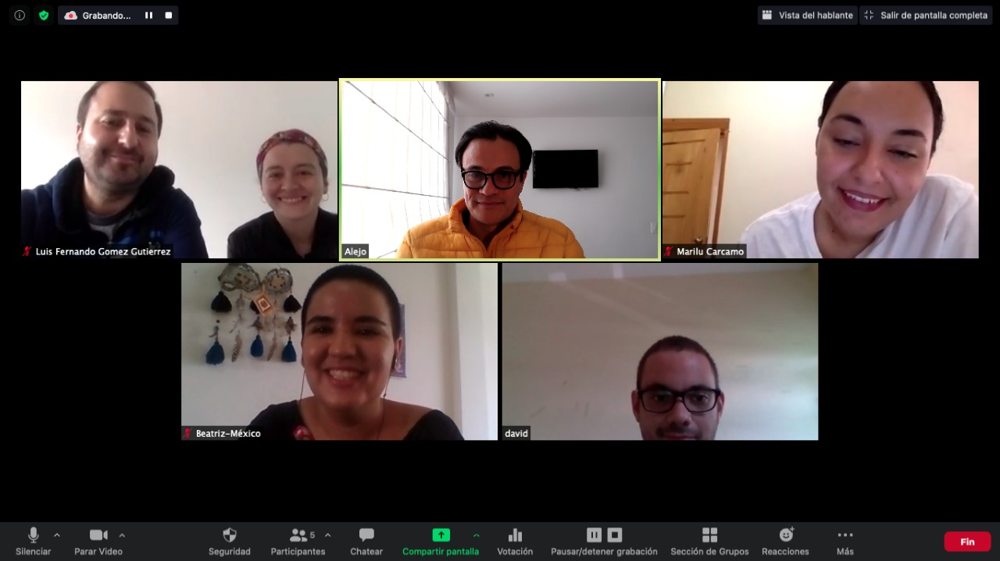 Grabando...
Vista del hablante
Salir de pantalla completa
Luis Fernando Gomez Gutierrez
Alejo
Marilu Carcamo
Beatriz-México
david
Silenciar
Parar Video
Seguridad
5
Participantes
Chatear
Compartir pantalla
Votación
Pausar/detener grabación
Sección de Grupos
Reacciones
Más
Fin